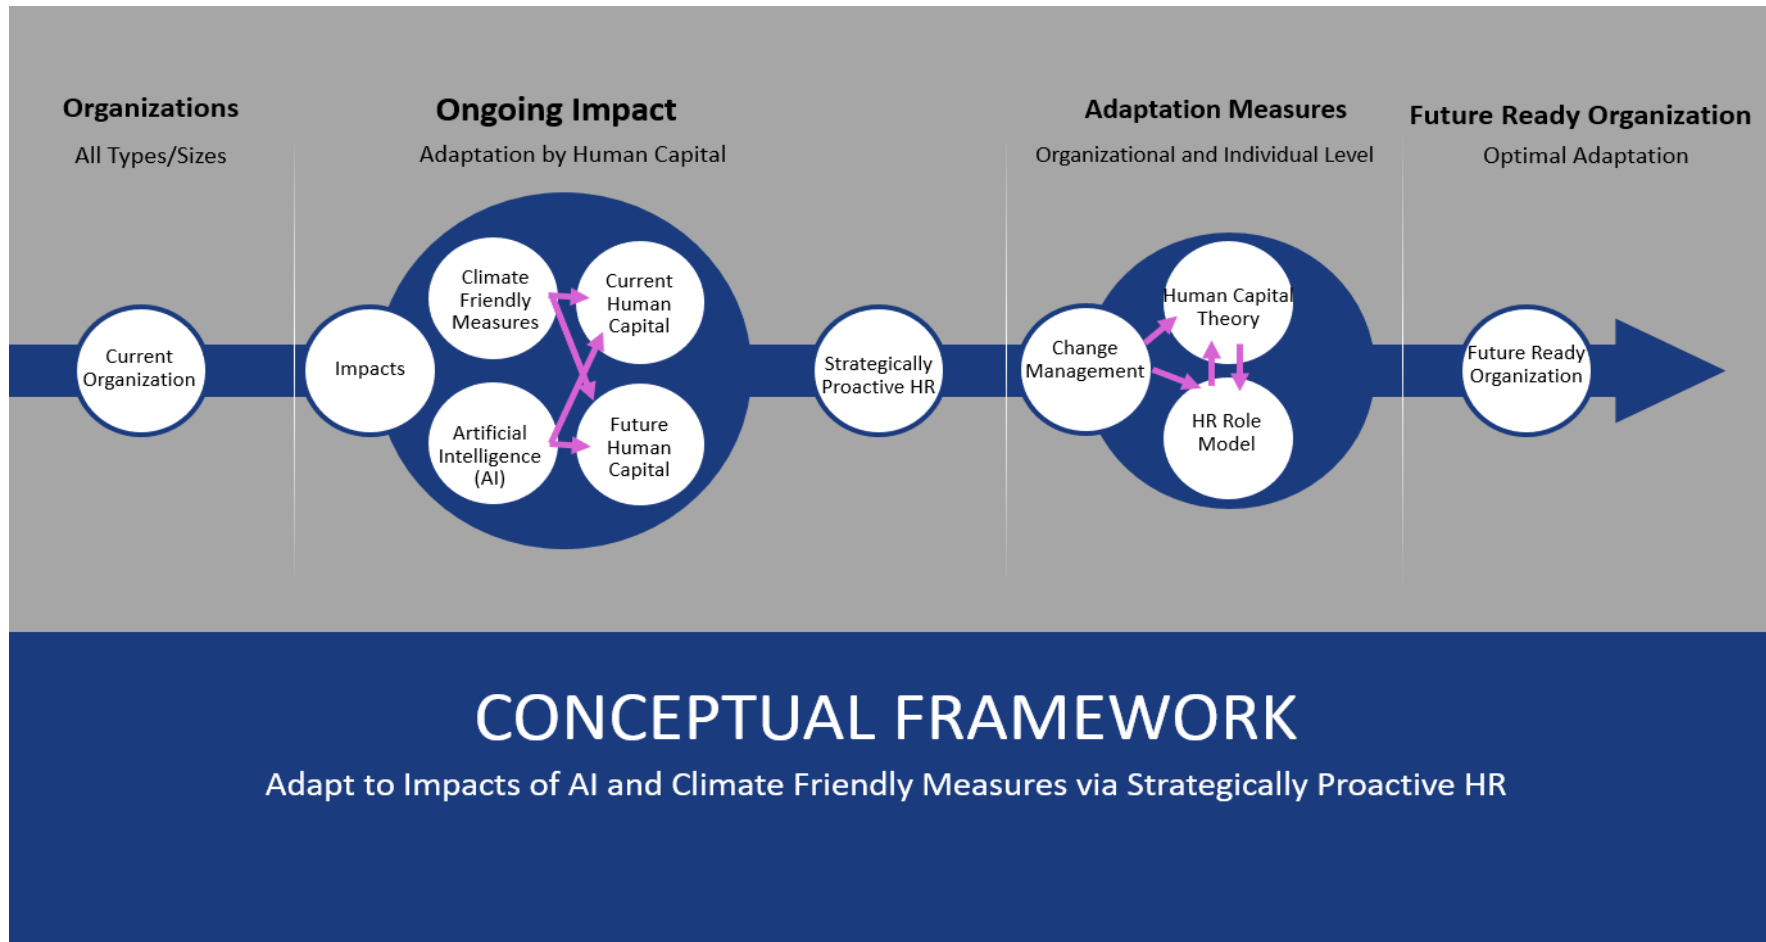 Organizations
All Types/Sizes
Ongoing Impact
Adaptation by Human Capital
Adaptation Measures
Organizational and Individual Level
Future Ready Organization
Optimal Adaptation
Current
Organization
Impacts
Climate
Friendly
Measures
Current
Human
Capital
Artificial
Intelligence
(AI)
Future
Human
Capital
Strategically
Proactive HR
Change
Management
Human Capital
Theory
HR Role
Model
Future Ready
Organization
CONCEPTUAL FRAMEWORK
Adapt to Impacts of AI and Climate Friendly Measures via Strategically Proactive HR